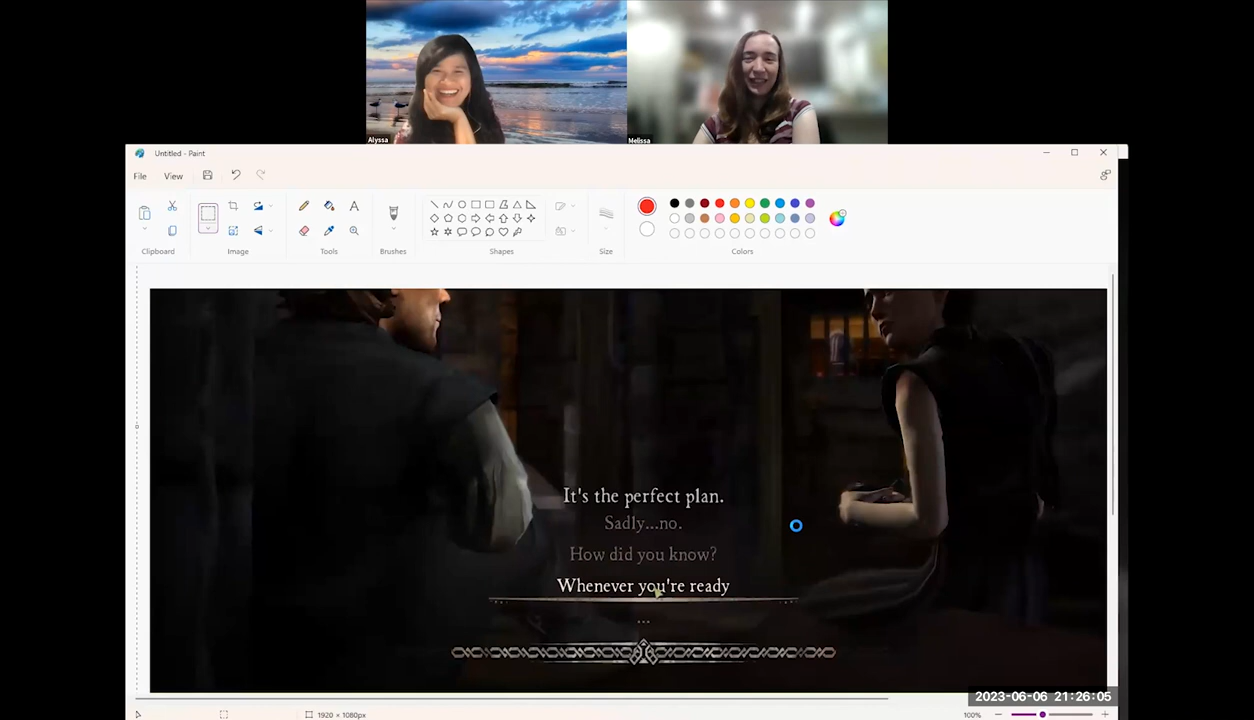 Alyssa
Melissa
Untitled - Paint
File View
Clipboard
Image
Tools
Brushes
Shapes
Size
Colors
It's the perfect plan.
Sadly...no.
How did you know?
Whenever you're ready
...
2023-06-06 21:26:05
1920 × 1080px
100%